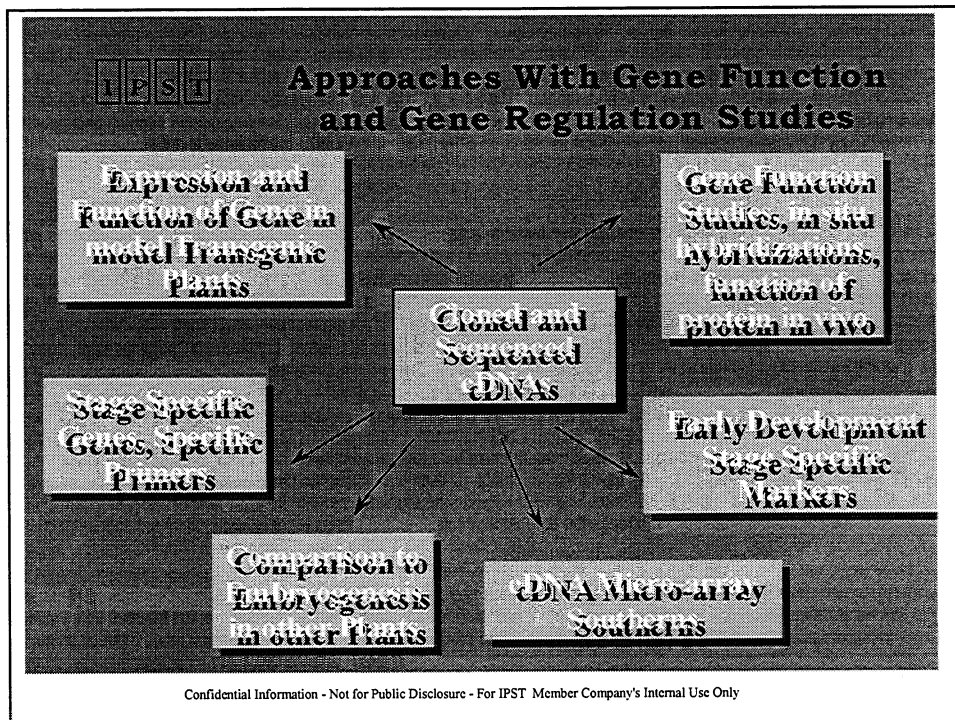 IPST
Approaches With Gene Function
and Gene Regulation Studies
Expression and
Function of Gene in
model Transgenic
Plants
Gene Function
Studies, in situ
hybridizations,
function of
protein in vivo
Cloned and
Sequenced
cDNAs
Stage Specific
Genes, Specific
Primers
Early Development
Stage Specific
Markers
Comparison to
Embryogenesis
in other Plants
cDNA Micro-array
Southerns
Confidential Information - Not for Public Disclosure - For IPST Member Company's Internal Use Only